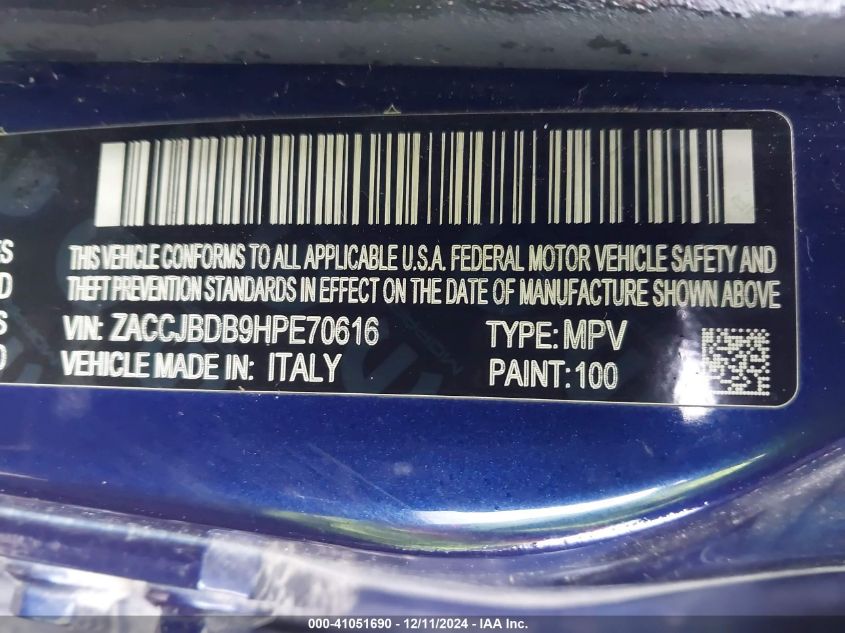 THIS VEHICLE CONFORMS TO ALL APPLICABLE U.S.A. FEDERAL MOTOR VEHICLE SAFETY AND
ES
THEFT PREVENTION STANDARDS IN EFFECT ON THE DATE OF MANUFACTURE SHOWN ABOVE
D
VIN: ZACCJBDB9HPE70616 TYPE: MPV
S
VEHICLE MADE IN: ITALY PAINT: 100
000-41051690 - 12/11/2024 - IAA Inc.